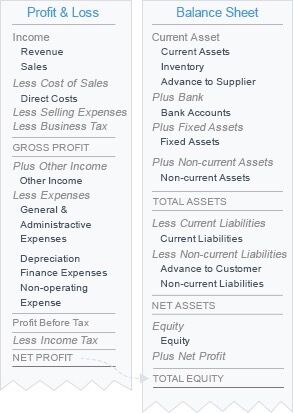 Profit & Loss
Income
Revenue
Sales
Less Cost of Sales
Direct Costs
Less Selling Expenses
Less Business Tax
GROSS PROFIT
Plus Other Income
Other Income
Less Expenses
General &
Administractive
Expenses
Depreciation
Finance Expenses
Non-operating
Expense
Profit Before Tax
Less Income Tax
NET PROFIT
Balance Sheet
Current Asset
Current Assets
Inventory
Advance to Supplier
Plus Bank
Bank Accounts
Plus Fixed Assets
Fixed Assets
Plus Non-current Assets
Non-current Assets
TOTAL ASSETS
Less Current Liabilities
Current Liabilities
Less Non-current Liabilities
Advance to Customer
Non-current Liabilities
NET ASSETS
Equity
Equity
Plus Net Profit
TOTAL EQUITY